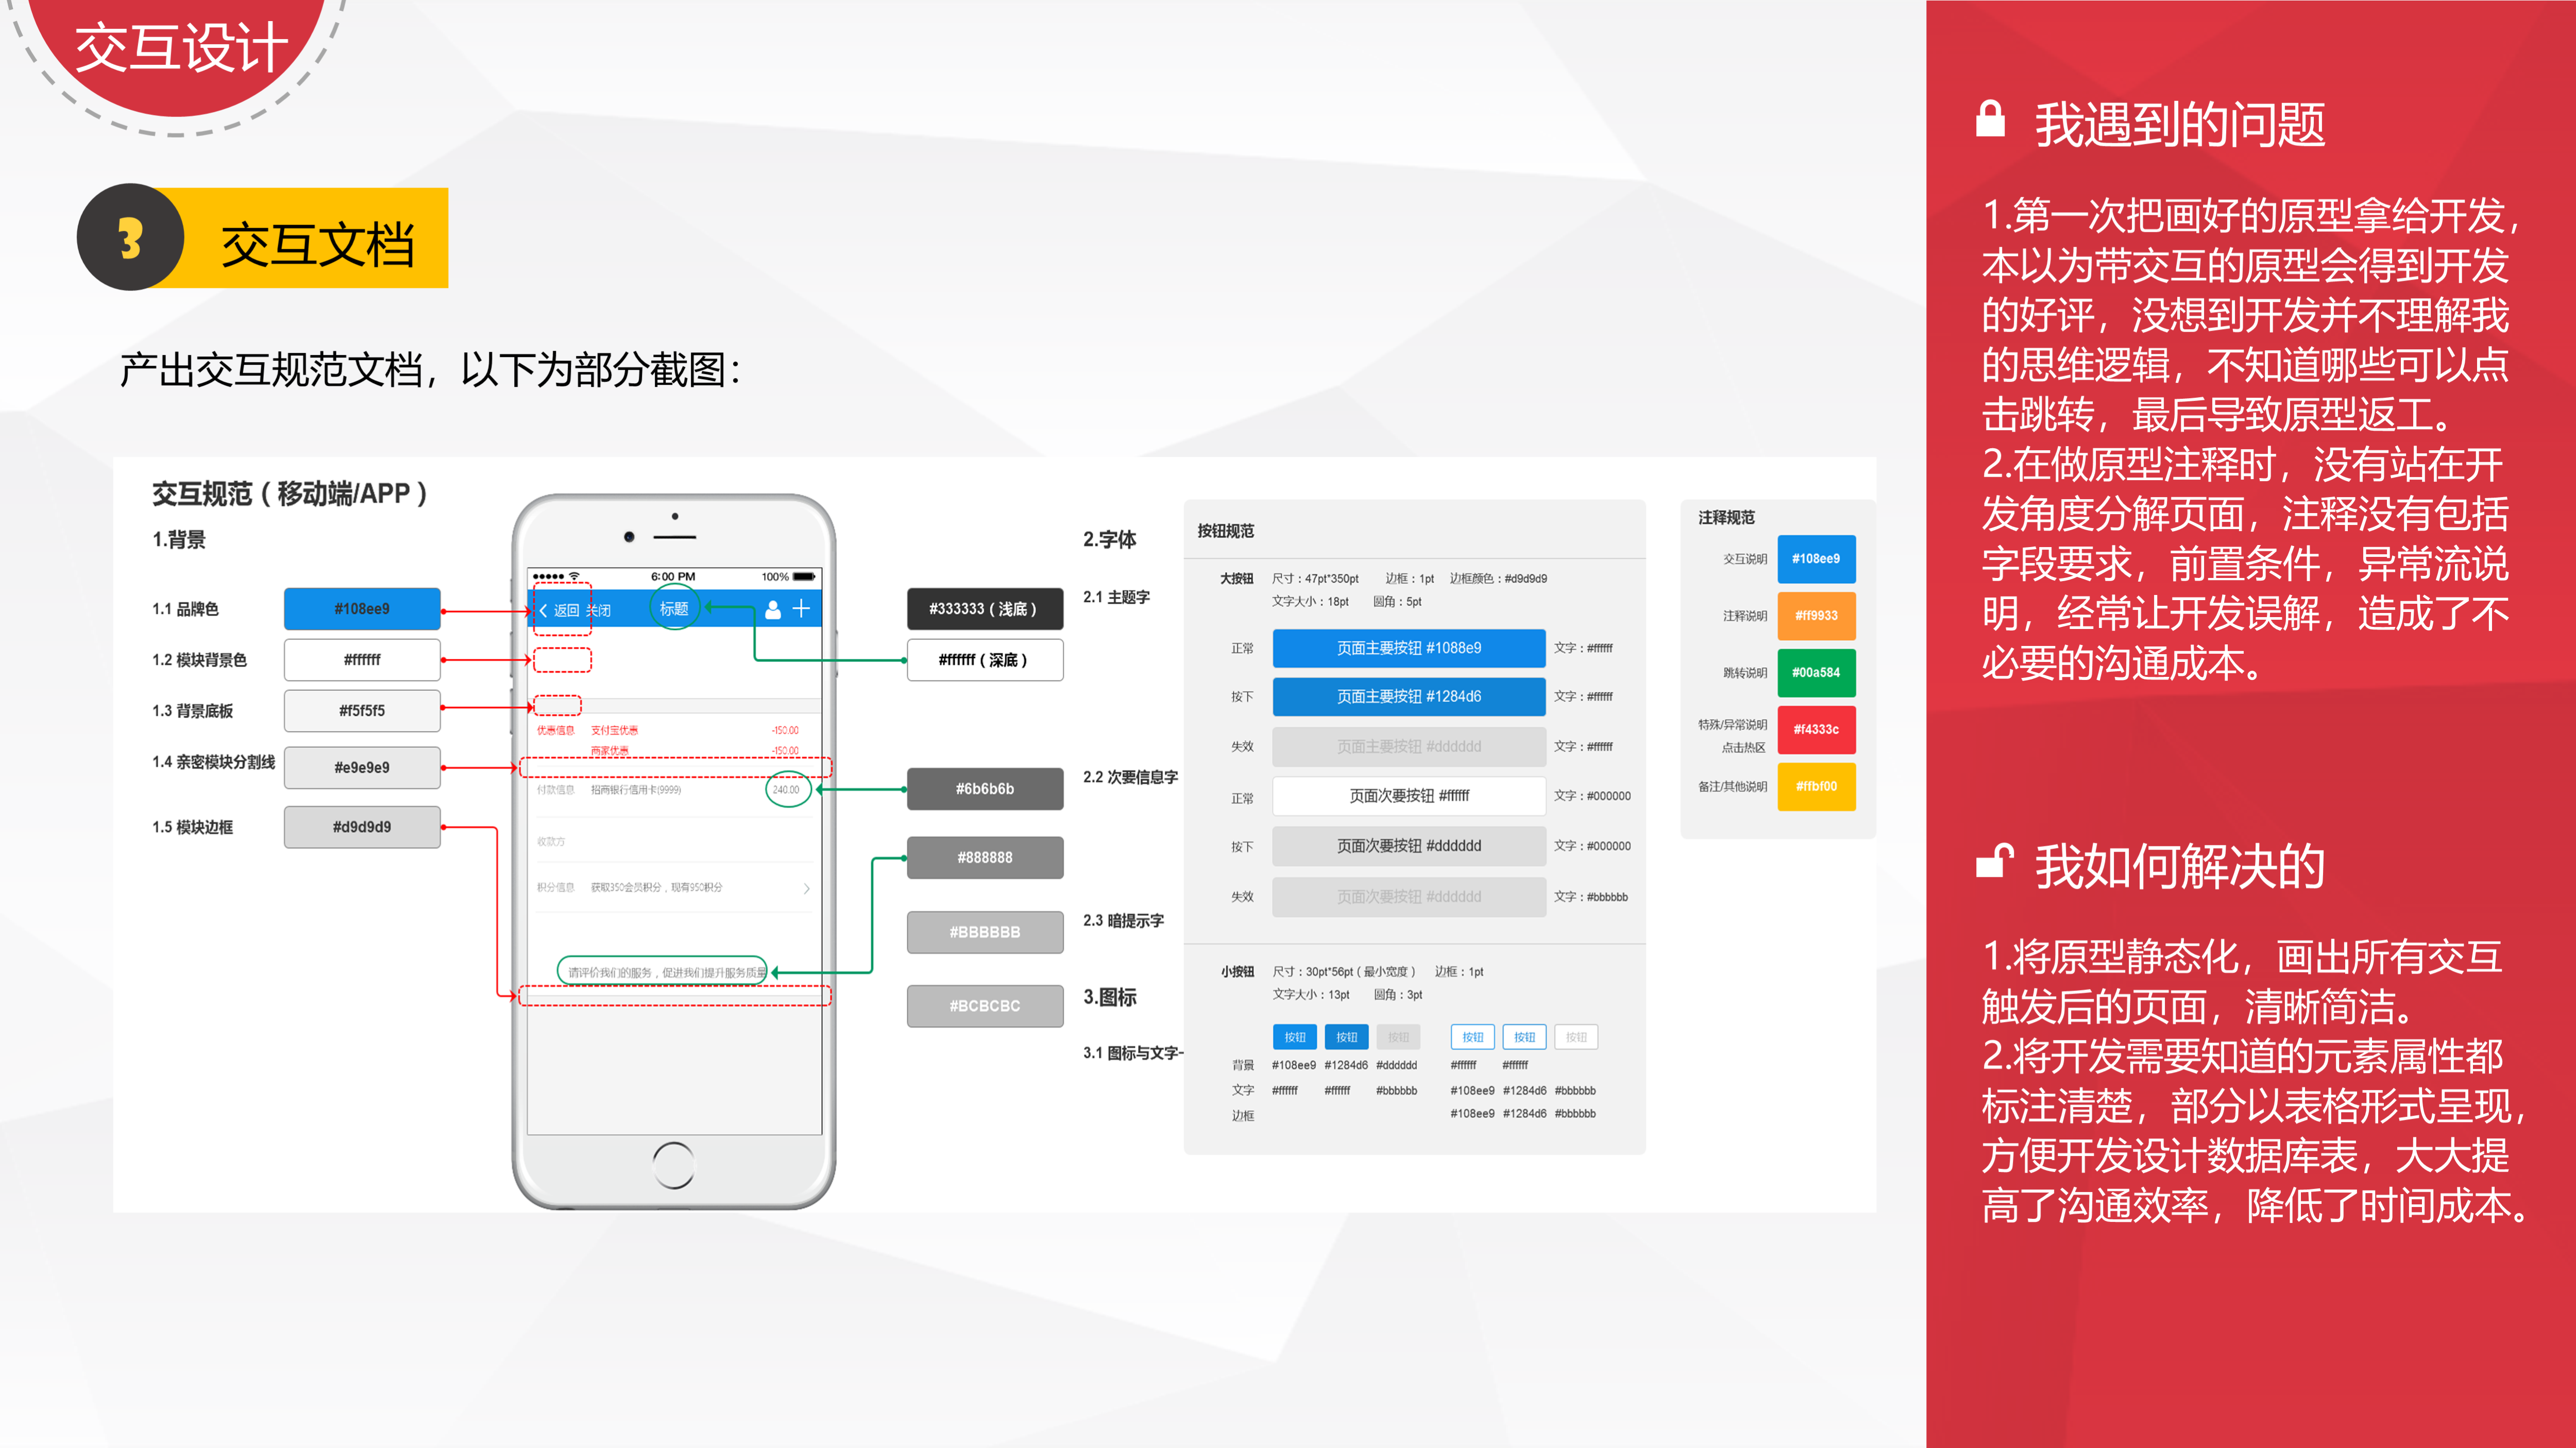 交互设计
3
交互文档
产出交互规范文档，以下为部分截图：
交互规范（移动端/APP）
1.背景
1.1 品牌色
#108ee9
1.2 模块背景色
#ffffff
1.3 背景底板
#f5f5f5
1.4 亲密模块分割线
#e9e9e9
1.5 模块边框
#d9d9d9
6:00 PM
100%
返回 关闭
标题
优惠信息 支付宝优惠 -150.00
商家优惠 -150.00
付款信息 招商银行信用卡(9999) 240.00
收款方
积分信息 获取350会员积分，现有950积分
请评价我们的服务，促进我们提升服务质量
2.字体
#333333（浅底）
2.1 主题字
#ffffff（深底）
#6b6b6b
2.2 次要信息字
#888888
#BBBBBB
2.3 暗提示字
#BCBCBC
3.图标
3.1 图标与文字
按钮规范
大按钮 尺寸：47pt*350pt 边框：1pt 边框颜色：#d9d9d9
文字大小：18pt 圆角：5pt
正常 页面主要按钮 #1088e9 文字：#ffffff
按下 页面主要按钮 #1284d6 文字：#ffffff
失效 页面主要按钮 #dddddd 文字：#ffffff
正常 页面次要按钮 #ffffff 文字：#000000
按下 页面次要按钮 #dddddd 文字：#000000
失效 页面次要按钮 #dddddd 文字：#bbbbbb
小按钮 尺寸：30pt*56pt（最小宽度） 边框：1pt
文字大小：13pt 圆角：3pt
按钮 按钮 按钮 按钮 按钮 按钮
背景 #108ee9 #1284d6 #dddddd #ffffff #ffffff
文字 #ffffff #ffffff #bbbbbb #108ee9 #1284d6 #bbbbbb
边框 #108ee9 #1284d6 #bbbbbb
注释规范
交互说明 #108ee9
注释说明 #ff9933
跳转说明 #00a584
特殊/异常说明 #f4333c
点击热区
备注/其他说明 #ffbf00
我遇到的问题
1.第一次把画好的原型拿给开发，
本以为带交互的原型会得到开发
的好评，没想到开发并不理解我
的思维逻辑，不知道哪些可以点
击跳转，最后导致原型返工。
2.在做原型注释时，没有站在开
发角度分解页面，注释没有包括
字段要求，前置条件，异常流说
明，经常让开发误解，造成了不
必要的沟通成本。
我如何解决的
1.将原型静态化，画出所有交互
触发后的页面，清晰简洁。
2.将开发需要知道的元素属性都
标注清楚，部分以表格形式呈现，
方便开发设计数据库表，大大提
高了沟通效率，降低了时间成本。